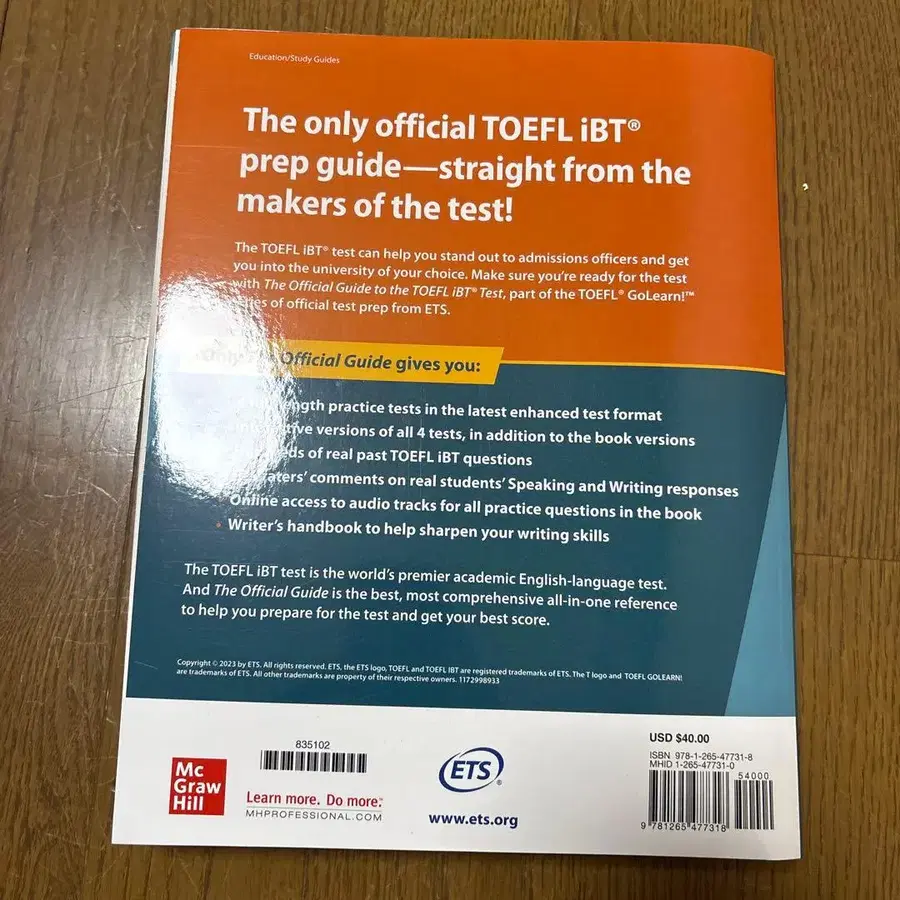 Education/Study Guides
The only official TOEFL iBT®
prep guide—straight from the
makers of the test!
The TOEFL iBT® test can help you stand out to admissions officers and get
you into the university of your choice. Make sure you're ready for the test
with The Official Guide to the TOEFL iBT® Test, part of the TOEFL® GoLearn!™
of official test prep from ETS.
Only Official Guide gives you:
length practice tests in the latest enhanced test format
versions of all 4 tests, in addition to the book versions
of real past TOEFL iBT questions
comments on real students' Speaking and Writing responses
Online access to audio tracks for all practice questions in the book
• Writer's handbook to help sharpen your writing skills
The TOEFL iBT test is the world's premier academic English-language test.
And The Official Guide is the best, most comprehensive all-in-one reference
to help you prepare for the test and get your best score.
Copyright © 2023 by ETS. All rights reserved. ETS, the ETS logo, TOEFL and TOEFL IBT are registered trademarks of ETS. The T logo and TOEFL GOLEARN!
are trademarks of ETS. All other trademarks are property of their respective owners. 1172998933
Mc
Graw
Hill
835102
Learn more. Do more.™
MHPROFESSIONAL.COM
ETS®
www.ets.org
USD $40.00
ISBN 978-1-265-47731-8
MHID 1-265-47731-0
54000
9 781265 477318